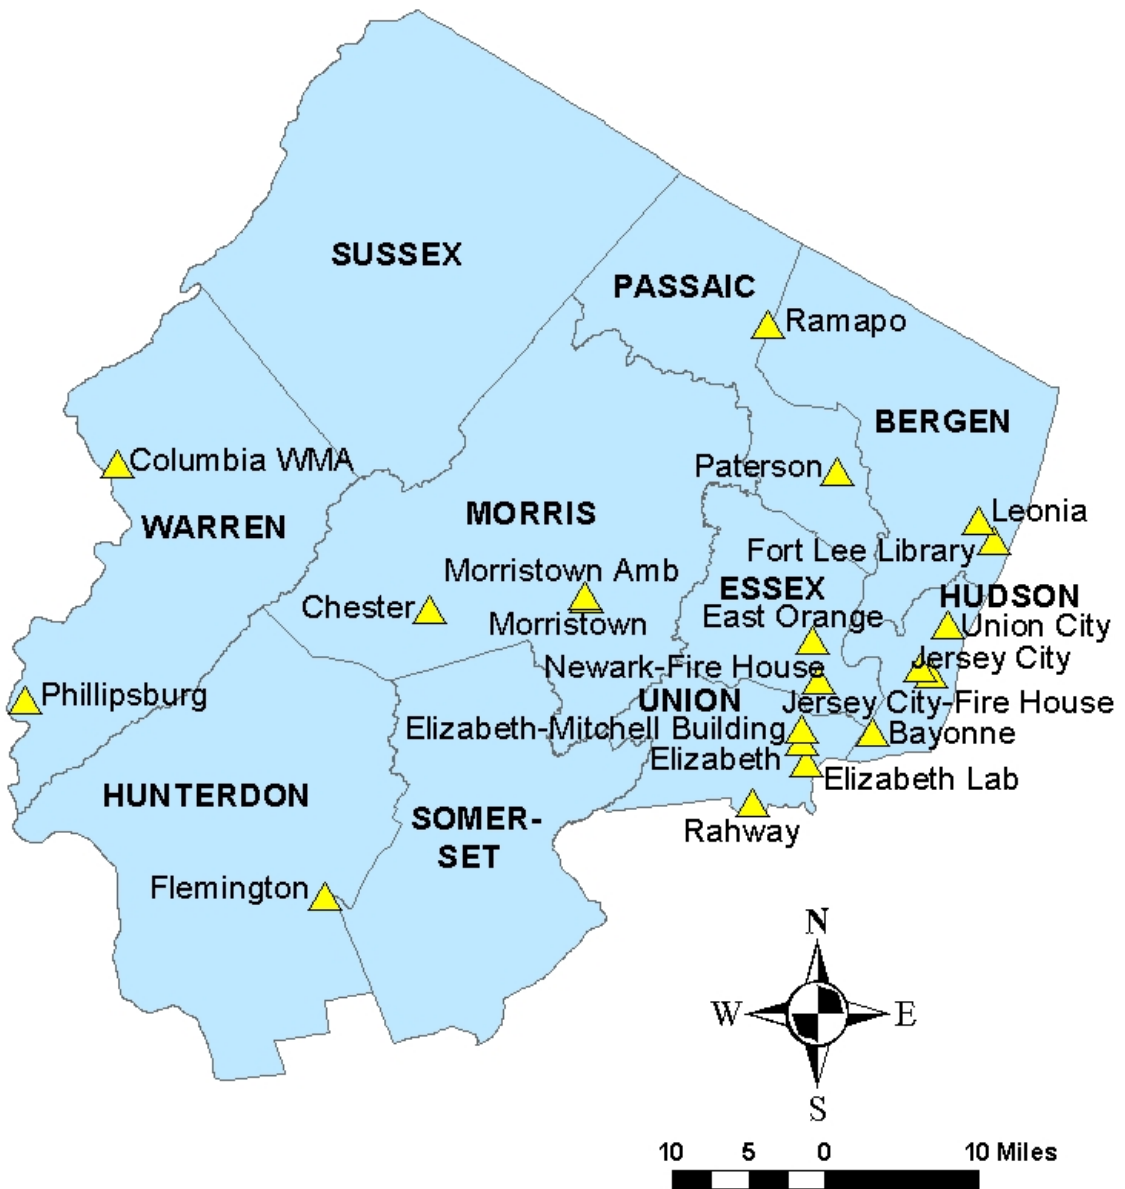 SUSSEX
PASSAIC
Ramapo
BERGEN
Columbia WMA
Paterson
MORRIS
Leonia
WARREN
Fort Lee Library
Morristown Amb
ESSEX
HUDSON
Chester
East Orange
Morristown
Union City
Jersey City
Newark-Fire House
Phillipsburg
UNION
Jersey City-Fire House
Elizabeth-Mitchell Building
Bayonne
Elizabeth
Elizabeth Lab
HUNTERDON
SOMER-
SET
Rahway
Flemington
N
W
E
S
10 5 0 10 Miles